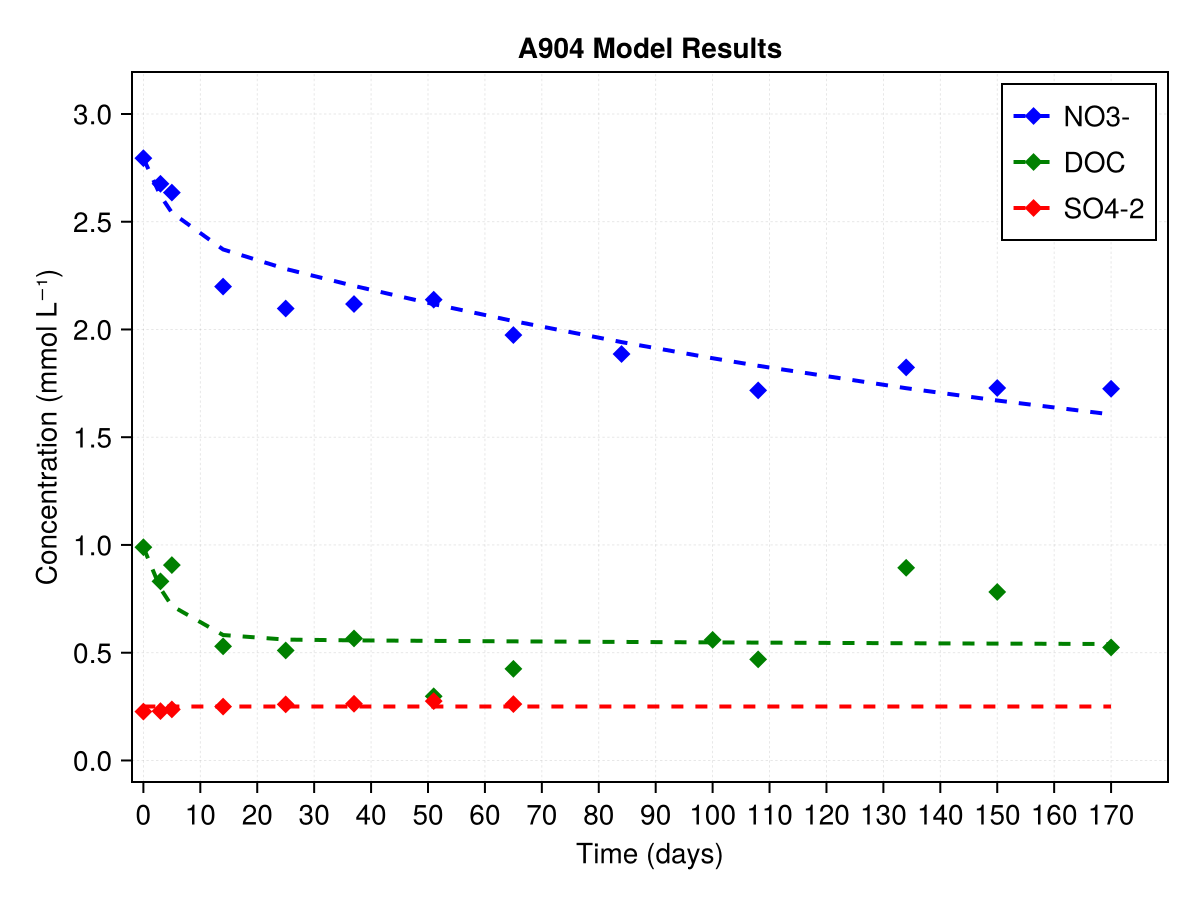 A904 Model Results
3.0
2.5
2.0
1.5
1.0
0.5
0.0
Concentration (mmol L⁻¹)
NO3-
DOC
SO4-2
0 10 20 30 40 50 60 70 80 90 100 110 120 130 140 150 160 170
Time (days)